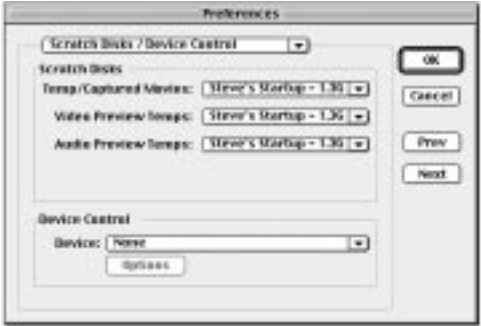 Preferences
Scratch Disks / Device Control
OK
Scratch Disks
Temp/Captured Movies: Steve's Startup - 1.3G
Cancel
Video Preview Temps: Steve's Startup - 1.3G
Audio Preview Temps: Steve's Startup - 1.3G
Prev
Next
Device Control
Device: None
Options